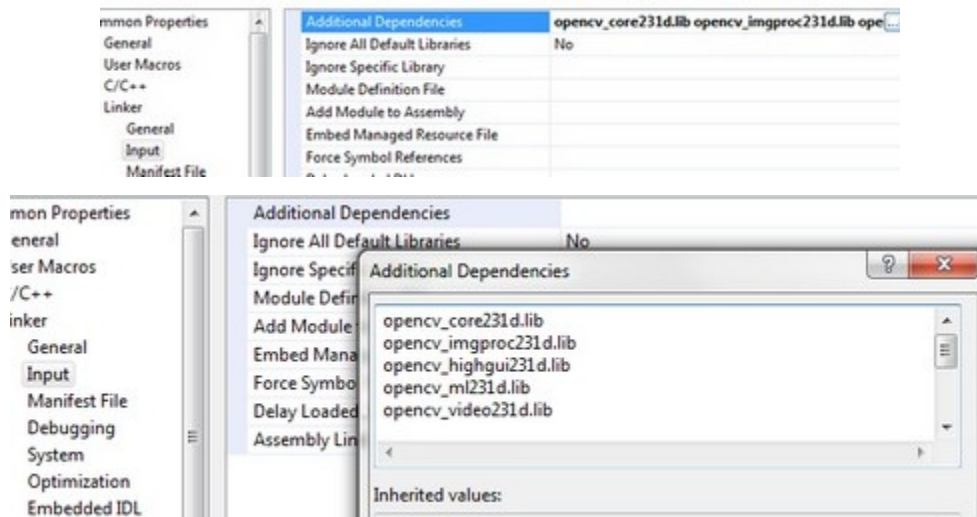 mmon Properties
General
User Macros
C/C++
Linker
General
Input
Manifest File
Additional Dependencies opencv_core231d.lib opencv_imgproc231d.lib ope ...
Ignore All Default Libraries No
Ignore Specific Library
Module Definition File
Add Module to Assembly
Embed Managed Resource File
Force Symbol References
mon Properties
eneral
ser Macros
/C++
inker
General
Input
Manifest File
Debugging
System
Optimization
Embedded IDL
Additional Dependencies
Ignore All Default Libraries No
Ignore Specif
Module Defin
Add Module
Embed Mana
Force Symbo
Delay Loaded
Assembly Lin
Additional Dependencies
opencv_core231d.lib
opencv_imgproc231d.lib
opencv_highgui231d.lib
opencv_ml231d.lib
opencv_video231d.lib
Inherited values: